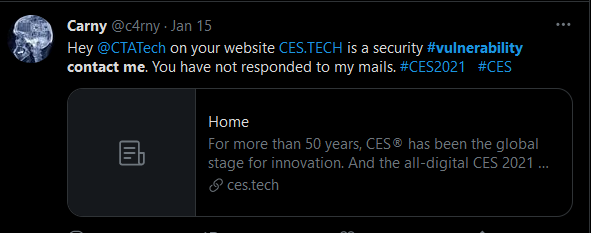 Carny @c4rny · Jan 15
Hey @CTATech on your website CES.TECH is a security #vulnerability
contact me. You have not responded to my mails. #CES2021 #CES
Home
For more than 50 years, CES® has been the global
stage for innovation. And the all-digital CES 2021 ...
ces.tech